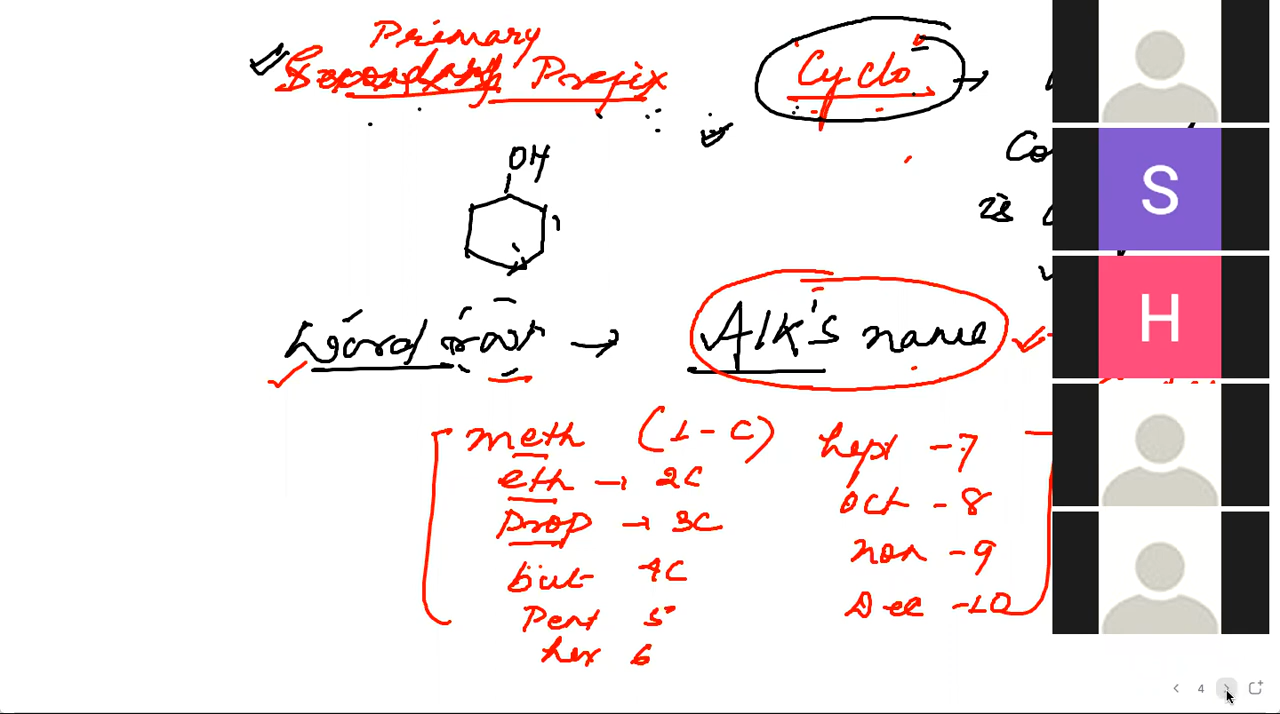 Primary
Secondary Prefix Cyclo →
OH
Co
is
Word root → Alk's name
meth (1-C) hept -7
eth → 2C oct -8
Prop → 3C non -9
but 4C Dec -10
Pent 5
hex 6
S
H
4